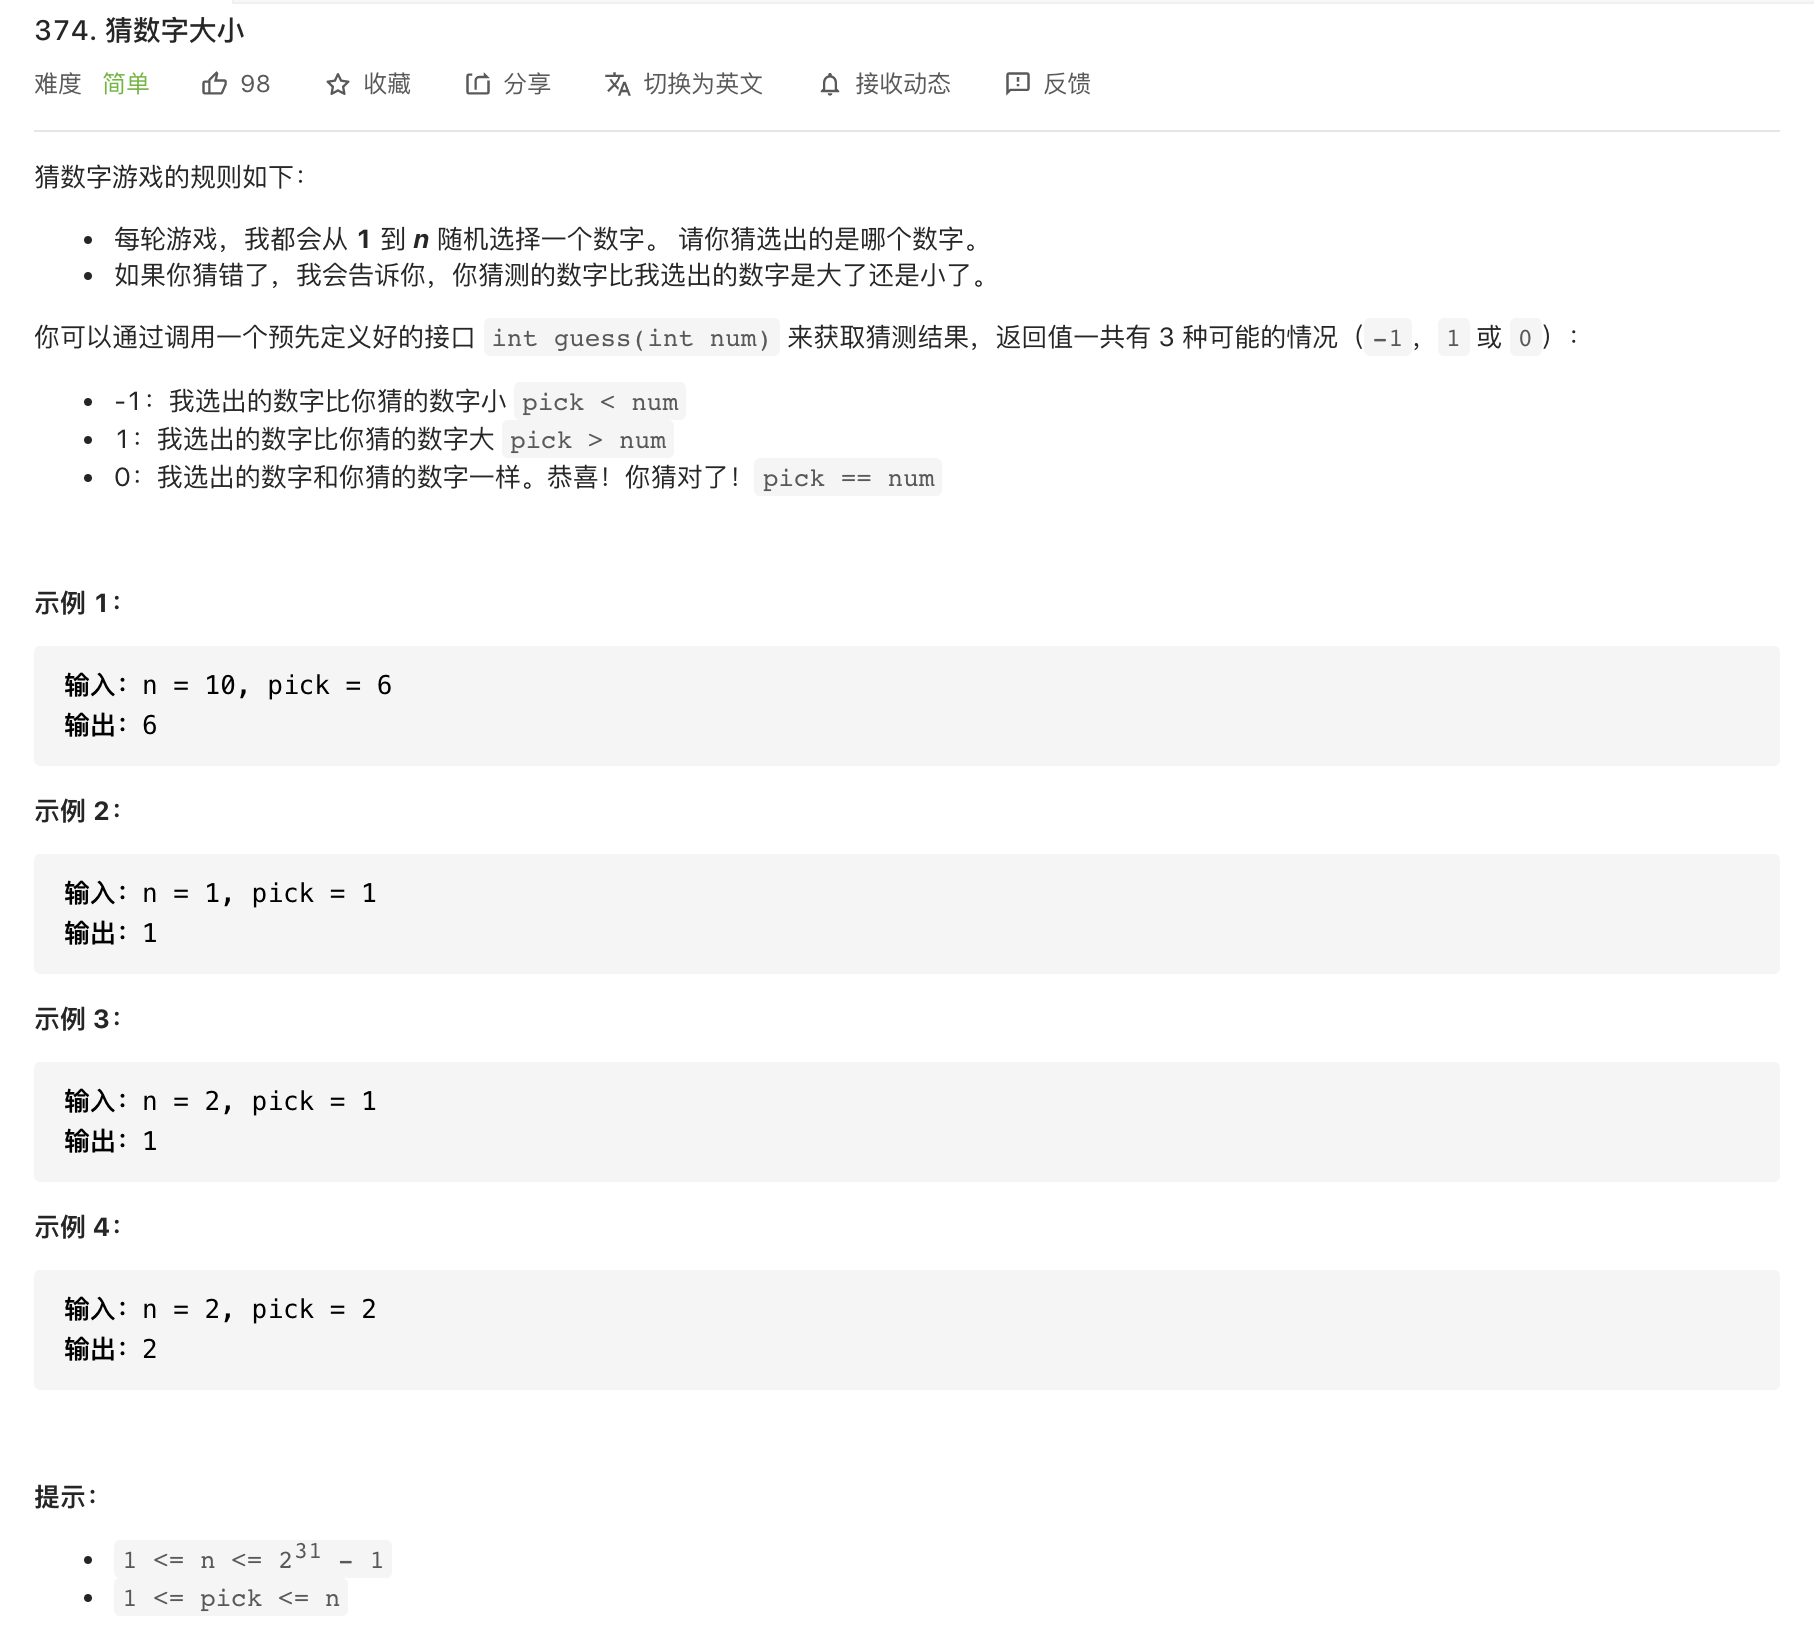 374. 猜数字大小
难度 简单 98 收藏 分享 切换为英文 接收动态 反馈
猜数字游戏的规则如下：
• 每轮游戏，我都会从 1 到 n 随机选择一个数字。 请你猜选出的是哪个数字。
• 如果你猜错了，我会告诉你，你猜测的数字比我选出的数字是大了还是小了。
你可以通过调用一个预先定义好的接口 int guess(int num) 来获取猜测结果，返回值一共有 3 种可能的情况（-1，1 或 0）：
• -1：我选出的数字比你猜的数字小 pick < num
• 1：我选出的数字比你猜的数字大 pick > num
• 0：我选出的数字和你猜的数字一样。恭喜！你猜对了！pick == num
示例 1：
输入：n = 10, pick = 6
输出：6
示例 2：
输入：n = 1, pick = 1
输出：1
示例 3：
输入：n = 2, pick = 1
输出：1
示例 4：
输入：n = 2, pick = 2
输出：2
提示：
• 1 <= n <= 2³¹ - 1
• 1 <= pick <= n